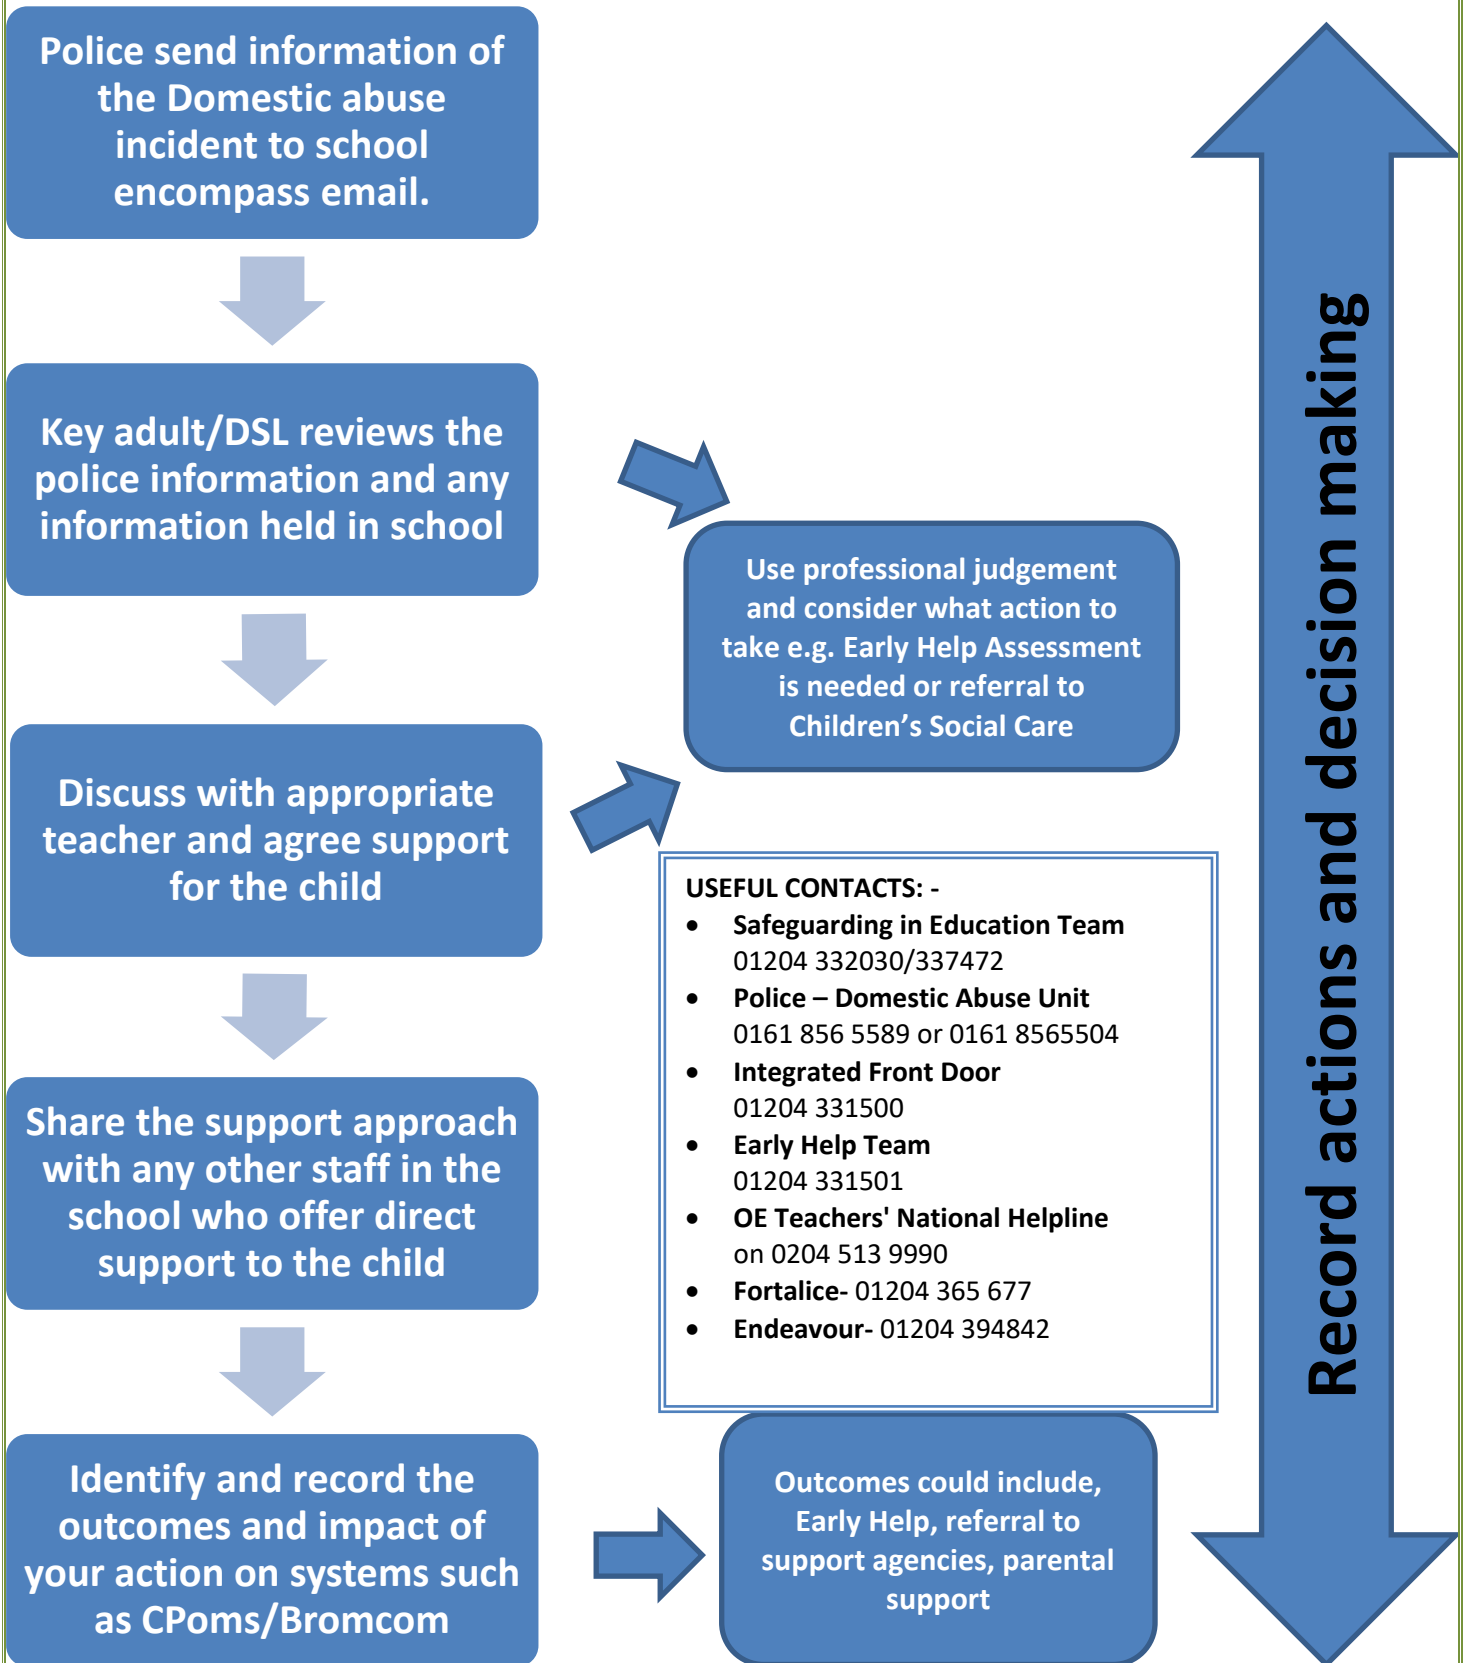 Police send information of
the Domestic abuse
incident to school
encompass email.
Key adult/DSL reviews the
police information and any
information held in school
Use professional judgement
and consider what action to
take e.g. Early Help Assessment
is needed or referral to
Children’s Social Care
Discuss with appropriate
teacher and agree support
for the child
USEFUL CONTACTS: -
• Safeguarding in Education Team
01204 332030/337472
• Police – Domestic Abuse Unit
0161 856 5589 or 0161 8565504
• Integrated Front Door
01204 331500
• Early Help Team
01204 331501
• OE Teachers' National Helpline
on 0204 513 9990
• Fortalice- 01204 365 677
• Endeavour- 01204 394842
Share the support approach
with any other staff in the
school who offer direct
support to the child
Identify and record the
outcomes and impact of
your action on systems such
as CPoms/Bromcom
Outcomes could include,
Early Help, referral to
support agencies, parental
support
Record actions and decision making